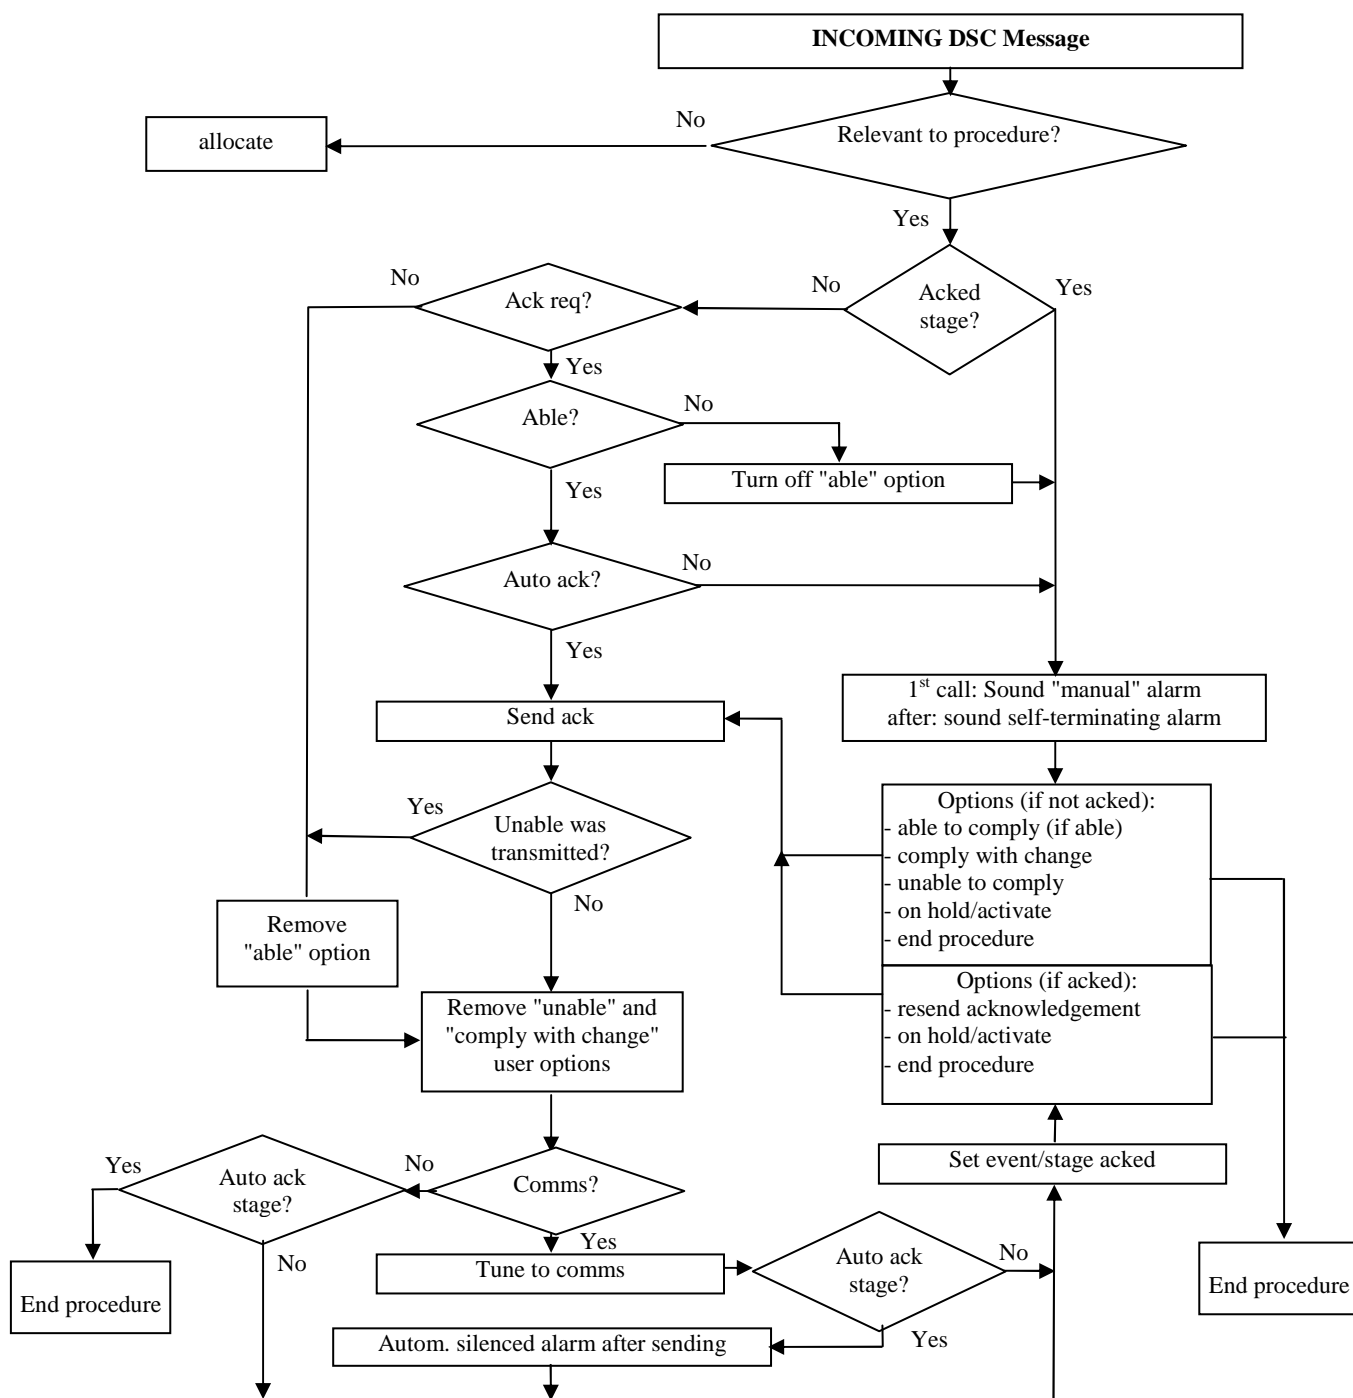 INCOMING DSC Message
No
Relevant to procedure?
allocate
Yes
No
No
Yes
Ack req?
Acked
stage?
Yes
Able?
No
Turn off "able" option
Yes
No
Auto ack?
Yes
1st call: Sound "manual" alarm
after: sound self-terminating alarm
Send ack
Options (if not acked):
- able to comply (if able)
- comply with change
- unable to comply
- on hold/activate
- end procedure
Yes
Unable was
transmitted?
No
Remove
"able" option
Options (if acked):
- resend acknowledgement
- on hold/activate
- end procedure
Remove "unable" and
"comply with change"
user options
Set event/stage acked
Yes
Auto ack
stage?
No
Comms?
Yes
No
Tune to comms
Auto ack
stage?
No
End procedure
End procedure
Yes
Autom. silenced alarm after sending